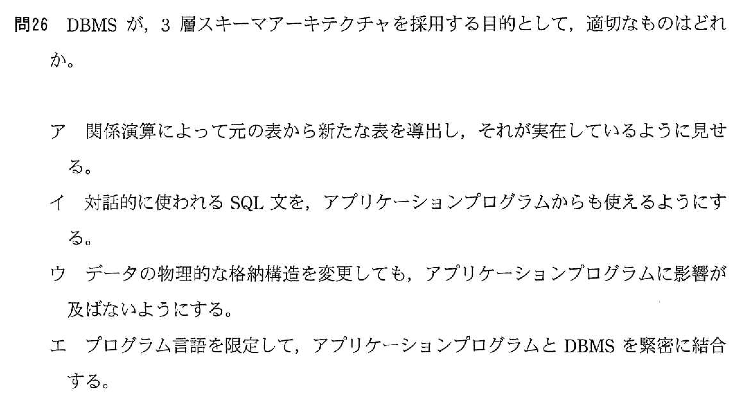 問26 DBMS が，3 層スキーマアーキテクチャを採用する目的として，適切なものはどれ
か。
ア 関係演算によって元の表から新たな表を導出し，それが実在しているように見せ
る。
イ 対話的に使われる SQL 文を，アプリケーションプログラムからも使えるようにす
る。
ウ データの物理的な格納構造を変更しても，アプリケーションプログラムに影響が
及ばないようにする。
エ プログラム言語を限定して，アプリケーションプログラムと DBMS を緊密に結合
する。